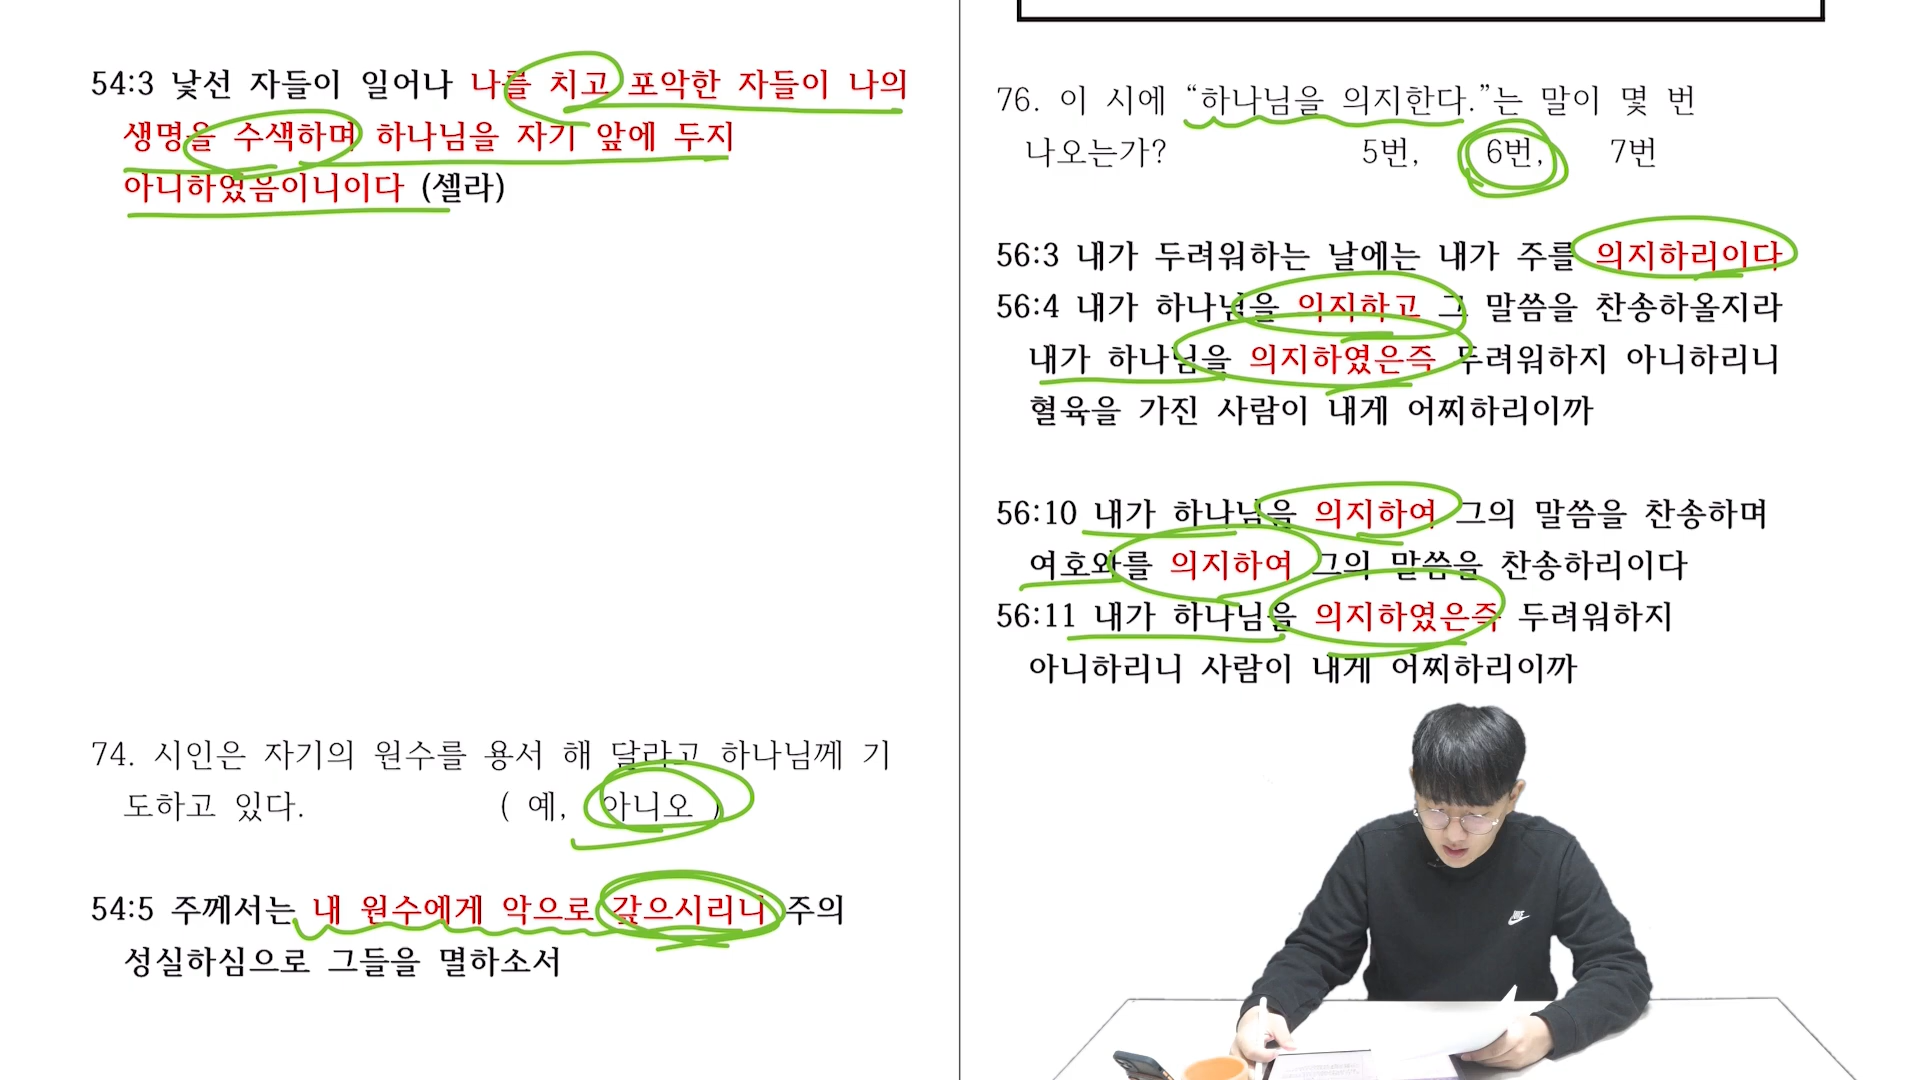 54:3 낯선 자들이 일어나 나를 치고 포악한 자들이 나의
생명을 수색하며 하나님을 자기 앞에 두지
아니하였음이니이다 (셀라)
74. 시인은 자기의 원수를 용서 해 달라고 하나님께 기
도하고 있다. ( 예, 아니오 )
54:5 주께서는 내 원수에게 악으로 갚으시리니 주의
성실하심으로 그들을 멸하소서
76. 이 시에 “하나님을 의지한다.”는 말이 몇 번
나오는가? 5번, 6번, 7번
56:3 내가 두려워하는 날에는 내가 주를 의지하리이다
56:4 내가 하나님을 의지하고 그 말씀을 찬송하올지라
내가 하나님을 의지하였은즉 두려워하지 아니하리니
혈육을 가진 사람이 내게 어찌하리이까
56:10 내가 하나님을 의지하여 그의 말씀을 찬송하며
여호와를 의지하여 그의 말씀을 찬송하리이다
56:11 내가 하나님을 의지하였은즉 두려워하지
아니하리니 사람이 내게 어찌하리이까